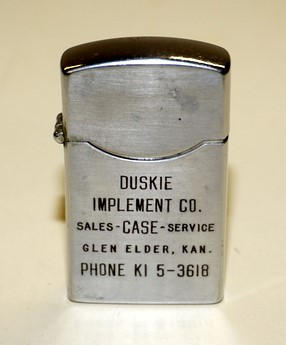 DUSKIE
IMPLEMENT CO.
SALES-CASE-SERVICE
GLEN ELDER, KAN.
PHONE KI 5-3618